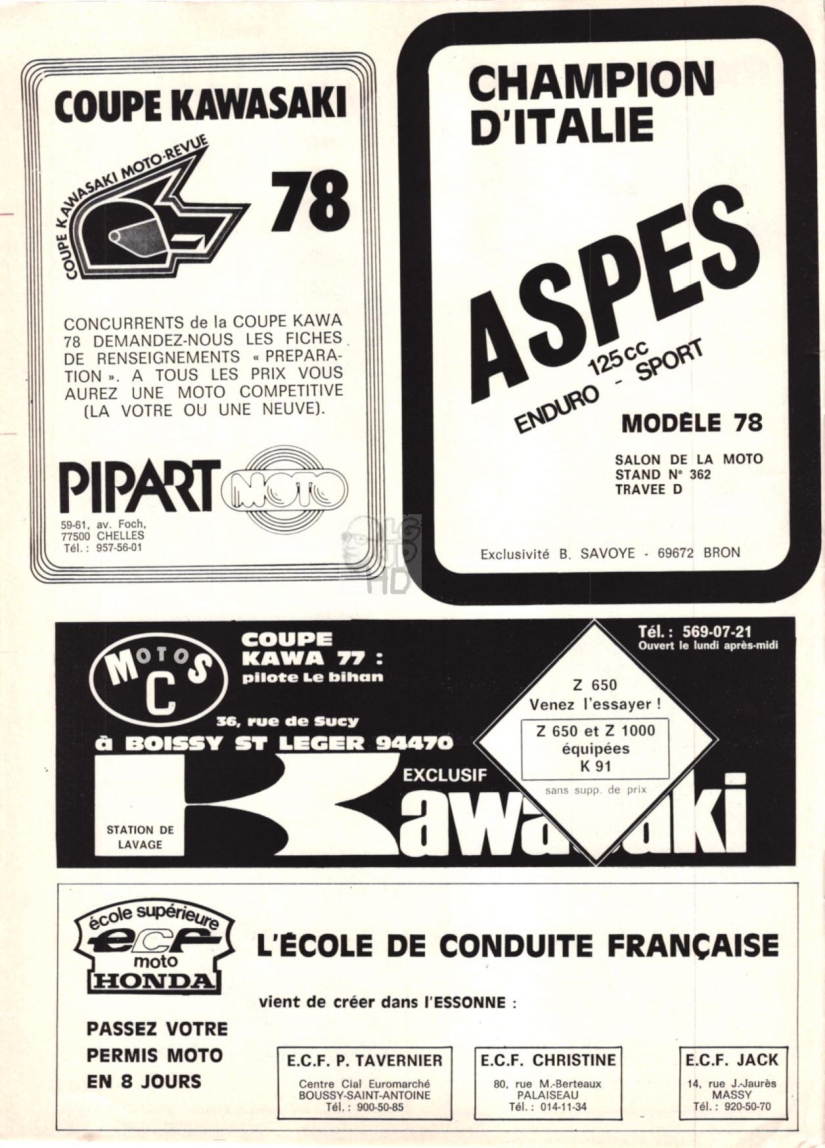 COUPE KAWASAKI
COUPE KAWASAKI MOTO-REVUE
78
CONCURRENTS de la COUPE KAWA
78 DEMANDEZ-NOUS LES FICHES
DE RENSEIGNEMENTS « PREPARA-
TION ». A TOUS LES PRIX VOUS
AUREZ UNE MOTO COMPETITIVE
(LA VOTRE OU UNE NEUVE).
PIPART MOTO
59-61, av. Foch,
77500 CHELLES
Tél. : 957-56-01
CHAMPION
D'ITALIE
ASPES
125cc
ENDURO - SPORT
MODÈLE 78
SALON DE LA MOTO
STAND N° 362
TRAVEE D
Exclusivité B. SAVOYE - 69672 BRON
MOTOS
C
COUPE
KAWA 77 :
pilote Le bihan
36, rue de Sucy
à BOISSY ST LEGER 94470
Tél. : 569-07-21
Ouvert le lundi après-midi
Z 650
Venez l'essayer !
Z 650 et Z 1000
équipées
K 91
sans supp. de prix
EXCLUSIF
Kawasaki
STATION DE
LAVAGE
école supérieure
ecf
moto
HONDA
L'ÉCOLE DE CONDUITE FRANÇAISE
vient de créer dans l'ESSONNE :
PASSEZ VOTRE
PERMIS MOTO
EN 8 JOURS
E.C.F. P. TAVERNIER
Centre Cial Euromarché
BOUSSY-SAINT-ANTOINE
Tél. : 900-50-85
E.C.F. CHRISTINE
80, rue M.-Berteaux
PALAISEAU
Tél. : 014-11-34
E.C.F. JACK
14, rue J.-Jaurès
MASSY
Tél. : 920-50-70